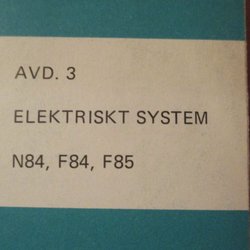 AVD. 3
ELEKTRISKT SYSTEM
N84, F84, F85